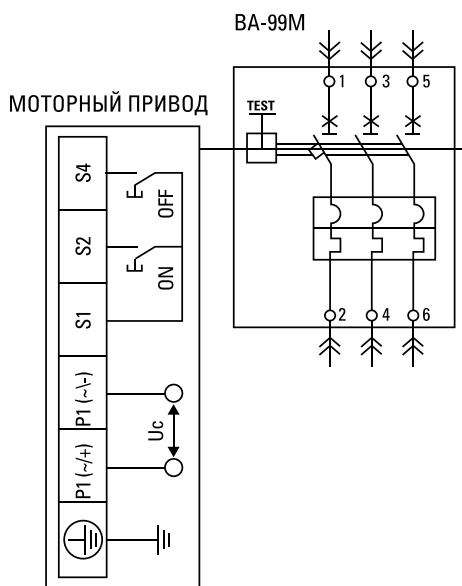 ВА-99М
1 3 5
TEST
МОТОРНЫЙ ПРИВОД
S4
OFF
S2
ON
S1
2 4 6
P1 (~\-)
Uc
P1 (~/+)